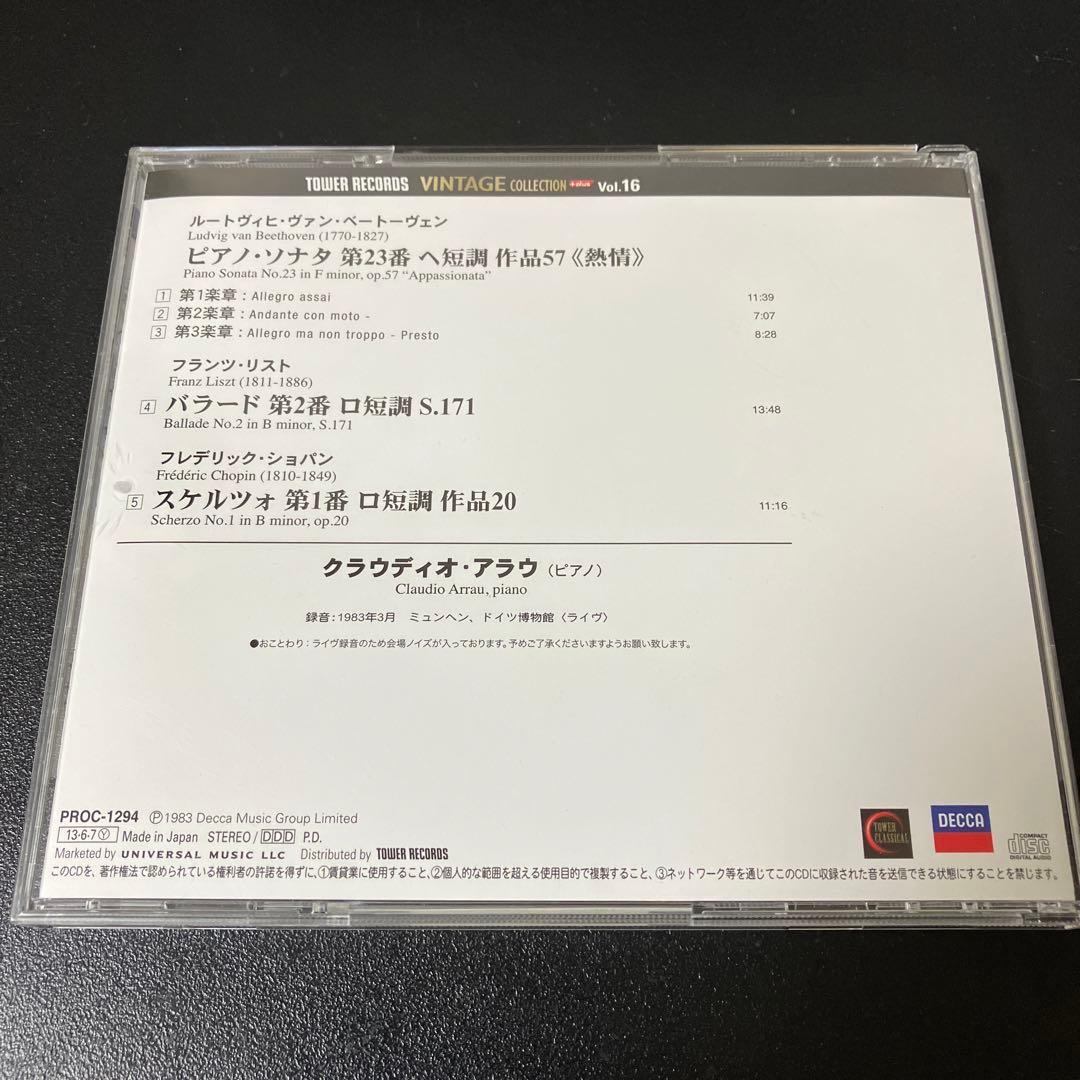 TOWER RECORDS VINTAGE COLLECTION +plus Vol.16
ルートヴィヒ・ヴァン・ベートーヴェン
Ludvig van Beethoven (1770-1827)
ピアノ・ソナタ 第23番 ヘ短調 作品57《熱情》
Piano Sonata No.23 in F minor, op.57 "Appassionata"
1 第1楽章：Allegro assai 11:39
2 第2楽章：Andante con moto - 7:07
3 第3楽章：Allegro ma non troppo - Presto 8:28
フランツ・リスト
Franz Liszt (1811-1886)
4 バラード 第2番 ロ短調 S.171 13:48
Ballade No.2 in B minor, S.171
フレデリック・ショパン
Frédéric Chopin (1810-1849)
5 スケルツォ 第1番 ロ短調 作品20 11:16
Scherzo No.1 in B minor, op.20
クラウディオ・アラウ（ピアノ）
Claudio Arrau, piano
録音：1983年3月 ミュンヘン、ドイツ博物館〈ライヴ〉
●おことわり：ライヴ録音のため会場ノイズが入っております。予めご了承くださいますようお願い致します。
PROC-1294 Ⓟ1983 Decca Music Group Limited
13・6・7Ⓨ Made in Japan STEREO / DDD P.D.
Marketed by UNIVERSAL MUSIC LLC Distributed by TOWER RECORDS
TOWER CLASSICAL
DECCA
COMPACT disc DIGITAL AUDIO
このCDを、著作権法で認められている権利者の許諾を得ずに、①賃貸業に使用すること、②個人的な範囲を超える使用目的で複製すること、③ネットワーク等を通じてこのCDに収録された音を送信できる状態にすることを禁じます。